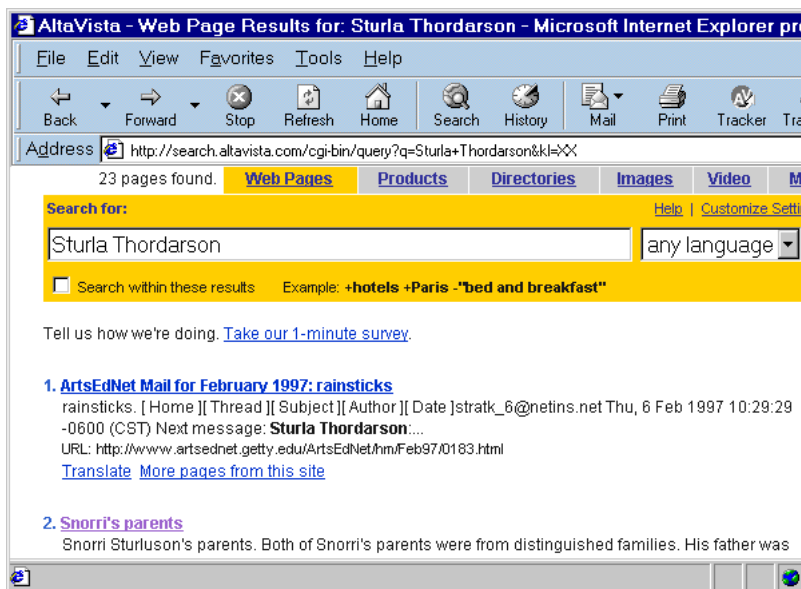 AltaVista - Web Page Results for: Sturla Thordarson - Microsoft Internet Explorer pr
File Edit View Favorites Tools Help
Back Forward Stop Refresh Home Search History Mail Print Tracker Tra
Address http://search.altavista.com/cgi-bin/query?q=Sturla+Thordarson&kl=XX
23 pages found. Web Pages Products Directories Images Video M
Search for: Help | Customize Setti
Sturla Thordarson any language
Search within these results Example: +hotels +Paris -"bed and breakfast"
Tell us how we're doing. Take our 1-minute survey.
1. ArtsEdNet Mail for February 1997: rainsticks
rainsticks. [ Home ][ Thread ][ Subject ][ Author ][ Date ]stratk_6@netins.net Thu, 6 Feb 1997 10:29:29
-0600 (CST) Next message: Sturla Thordarson:...
URL: http://www.artsednet.getty.edu/ArtsEdNet/hm/Feb97/0183.html
Translate More pages from this site
2. Snorri's parents
Snorri Sturluson's parents. Both of Snorri's parents were from distinguished families. His father was